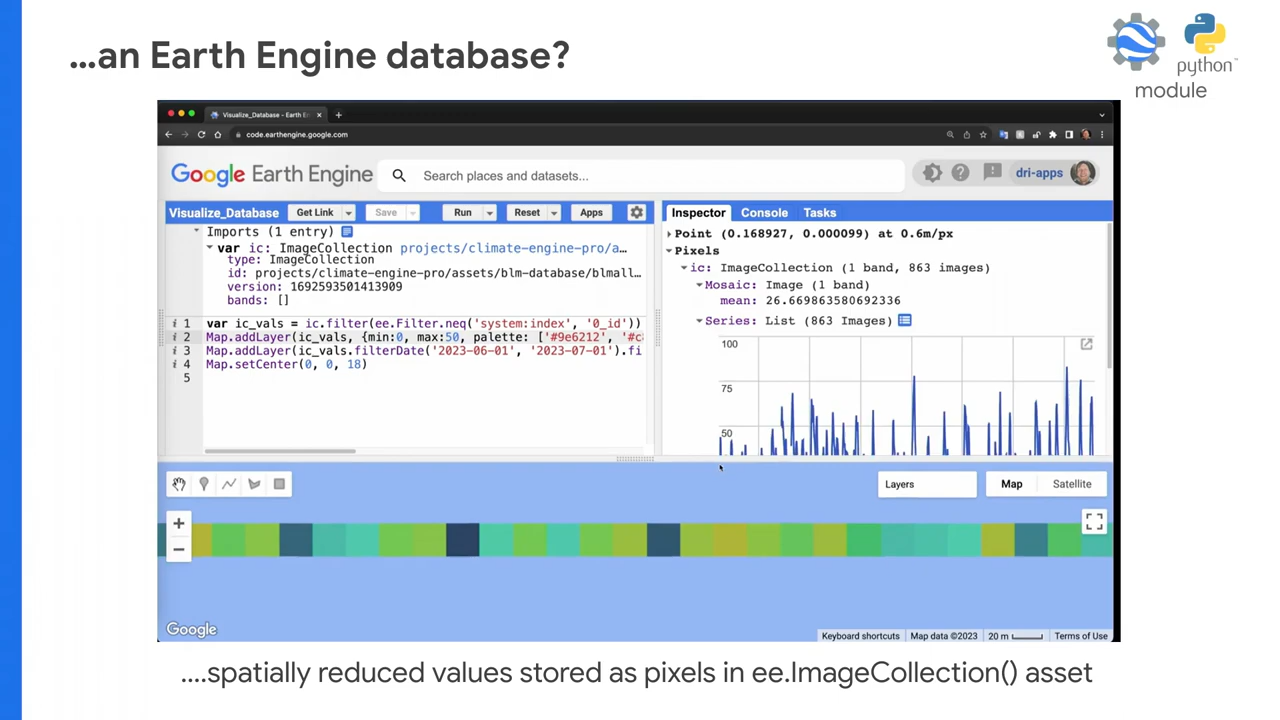 ...an Earth Engine database?
python
module
Visualize_Database - Earth En
code.earthengine.google.com
Google Earth Engine
Search places and datasets...
dri-apps
Visualize_Database
Get Link
Save
Run
Reset
Apps
Inspector
Console
Tasks
Imports (1 entry)
var ic: ImageCollection projects/climate-engine-pro/a…
type: ImageCollection
id: projects/climate-engine-pro/assets/blm-database/blmall…
version: 1692593501413909
bands: []
1 var ic_vals = ic.filter(ee.Filter.neq('system:index', '0_id'))
2 Map.addLayer(ic_vals, {min:0, max:50, palette: ['#9e6212', '#c
3 Map.addLayer(ic_vals.filterDate('2023-06-01', '2023-07-01').fi
4 Map.setCenter(0, 0, 18)
5
Point (0.168927, 0.000099) at 0.6m/px
Pixels
ic: ImageCollection (1 band, 863 images)
Mosaic: Image (1 band)
mean: 26.669863580692336
Series: List (863 Images)
100
75
50
Layers
Map
Satellite
+
−
Google
Keyboard shortcuts
Map data ©2023
20 m
Terms of Use
....spatially reduced values stored as pixels in ee.ImageCollection() asset